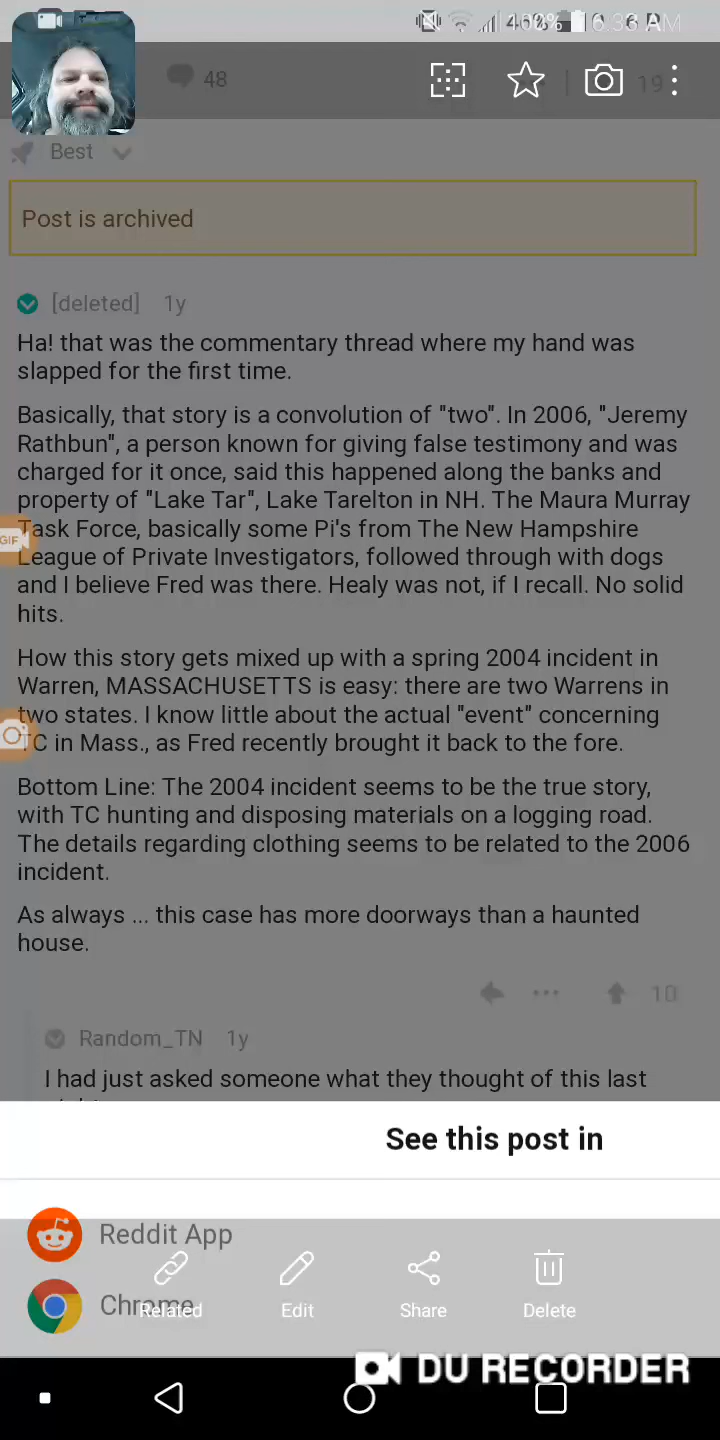 48
19
Best
Post is archived
[deleted] 1y
Ha! that was the commentary thread where my hand was
slapped for the first time.
Basically, that story is a convolution of "two". In 2006, "Jeremy
Rathbun", a person known for giving false testimony and was
charged for it once, said this happened along the banks and
property of "Lake Tar", Lake Tarelton in NH. The Maura Murray
Task Force, basically some Pi's from The New Hampshire
League of Private Investigators, followed through with dogs
and I believe Fred was there. Healy was not, if I recall. No solid
hits.
How this story gets mixed up with a spring 2004 incident in
Warren, MASSACHUSETTS is easy: there are two Warrens in
two states. I know little about the actual "event" concerning
TC in Mass., as Fred recently brought it back to the fore.
Bottom Line: The 2004 incident seems to be the true story,
with TC hunting and disposing materials on a logging road.
The details regarding clothing seems to be related to the 2006
incident.
As always ... this case has more doorways than a haunted
house.
10
Random_TN 1y
I had just asked someone what they thought of this last
See this post in
Reddit App
Chrome
Related Edit Share Delete
GIF
DU RECORDER